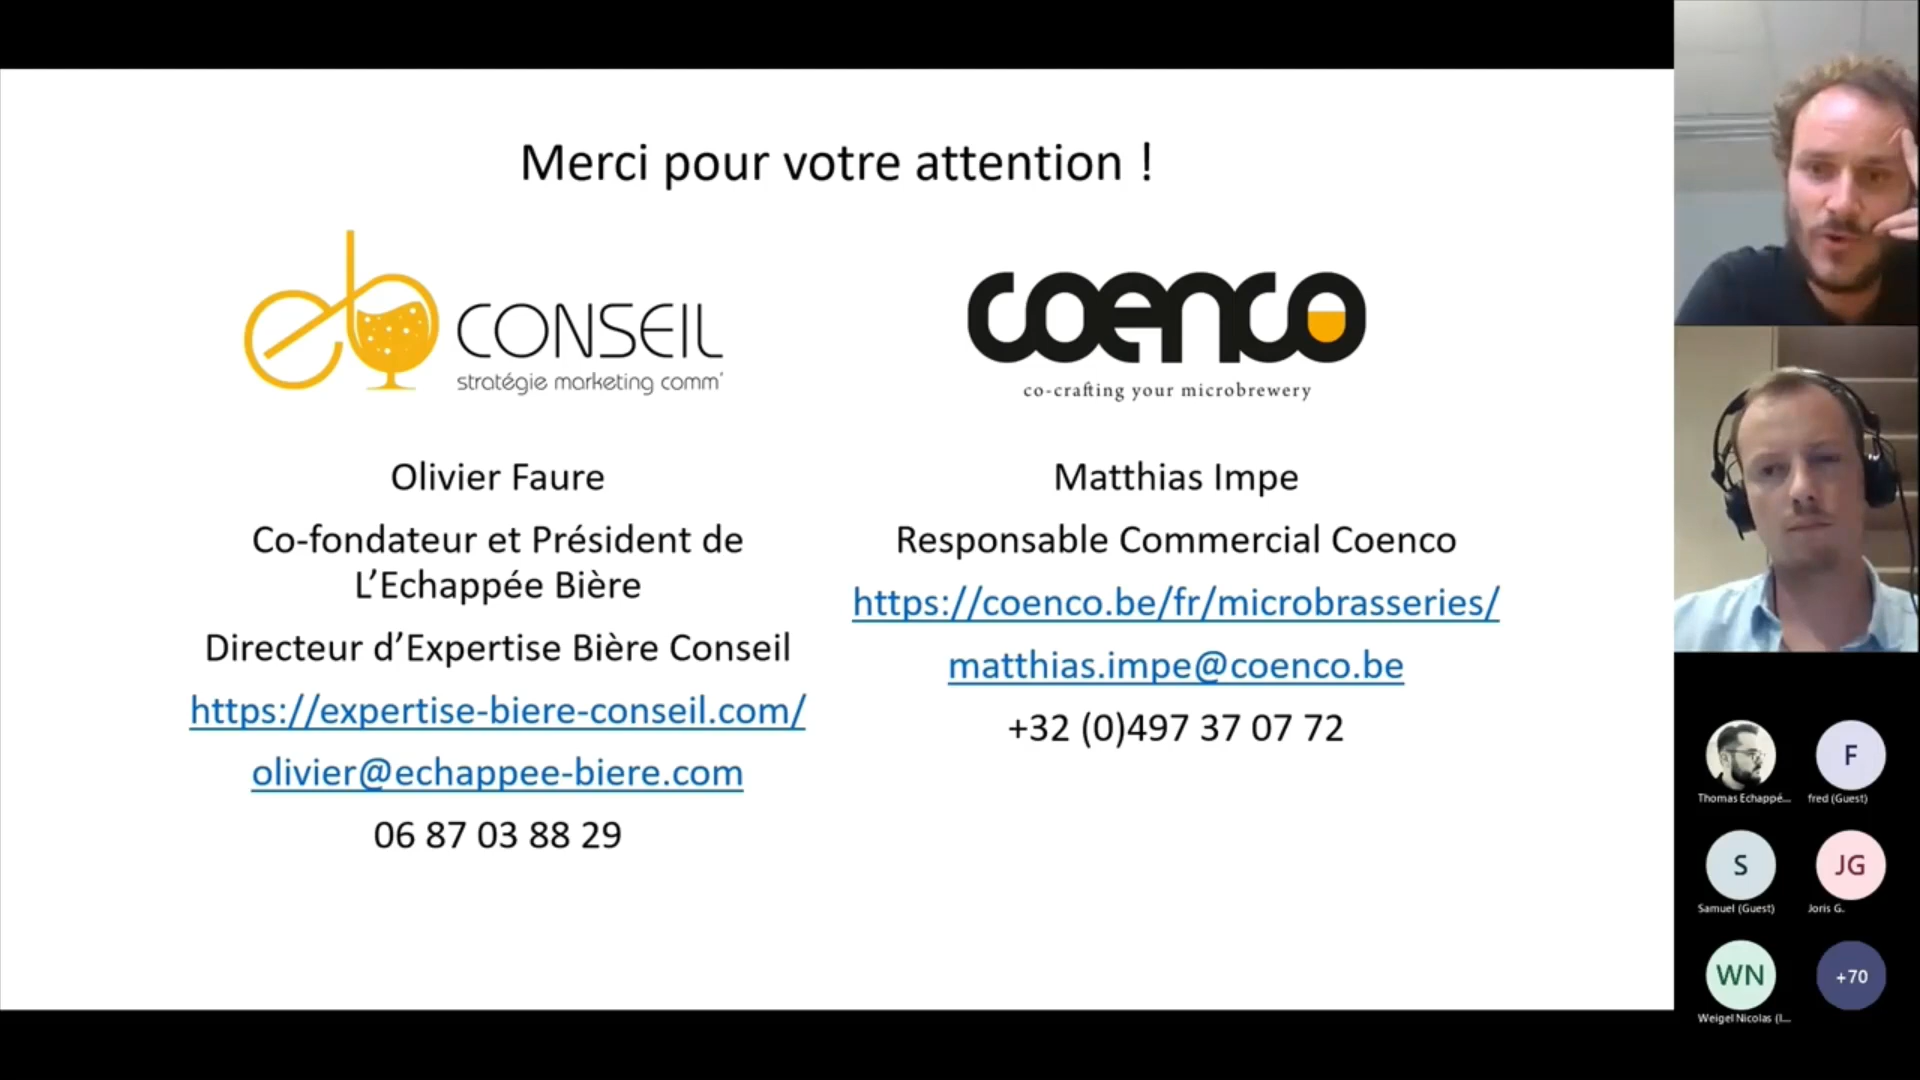 Merci pour votre attention !
eb CONSEIL
stratégie marketing comm'
coenco
co-crafting your microbrewery
Olivier Faure
Co-fondateur et Président de
L’Echappée Bière
Directeur d’Expertise Bière Conseil
https://expertise-biere-conseil.com/
olivier@echappee-biere.com
06 87 03 88 29
Matthias Impe
Responsable Commercial Coenco
https://coenco.be/fr/microbrasseries/
matthias.impe@coenco.be
+32 (0)497 37 07 72
Thomas Echappé...
F
fred (Guest)
S
Samuel (Guest)
JG
Joris G.
WN
Weigel Nicolas (I...
+70